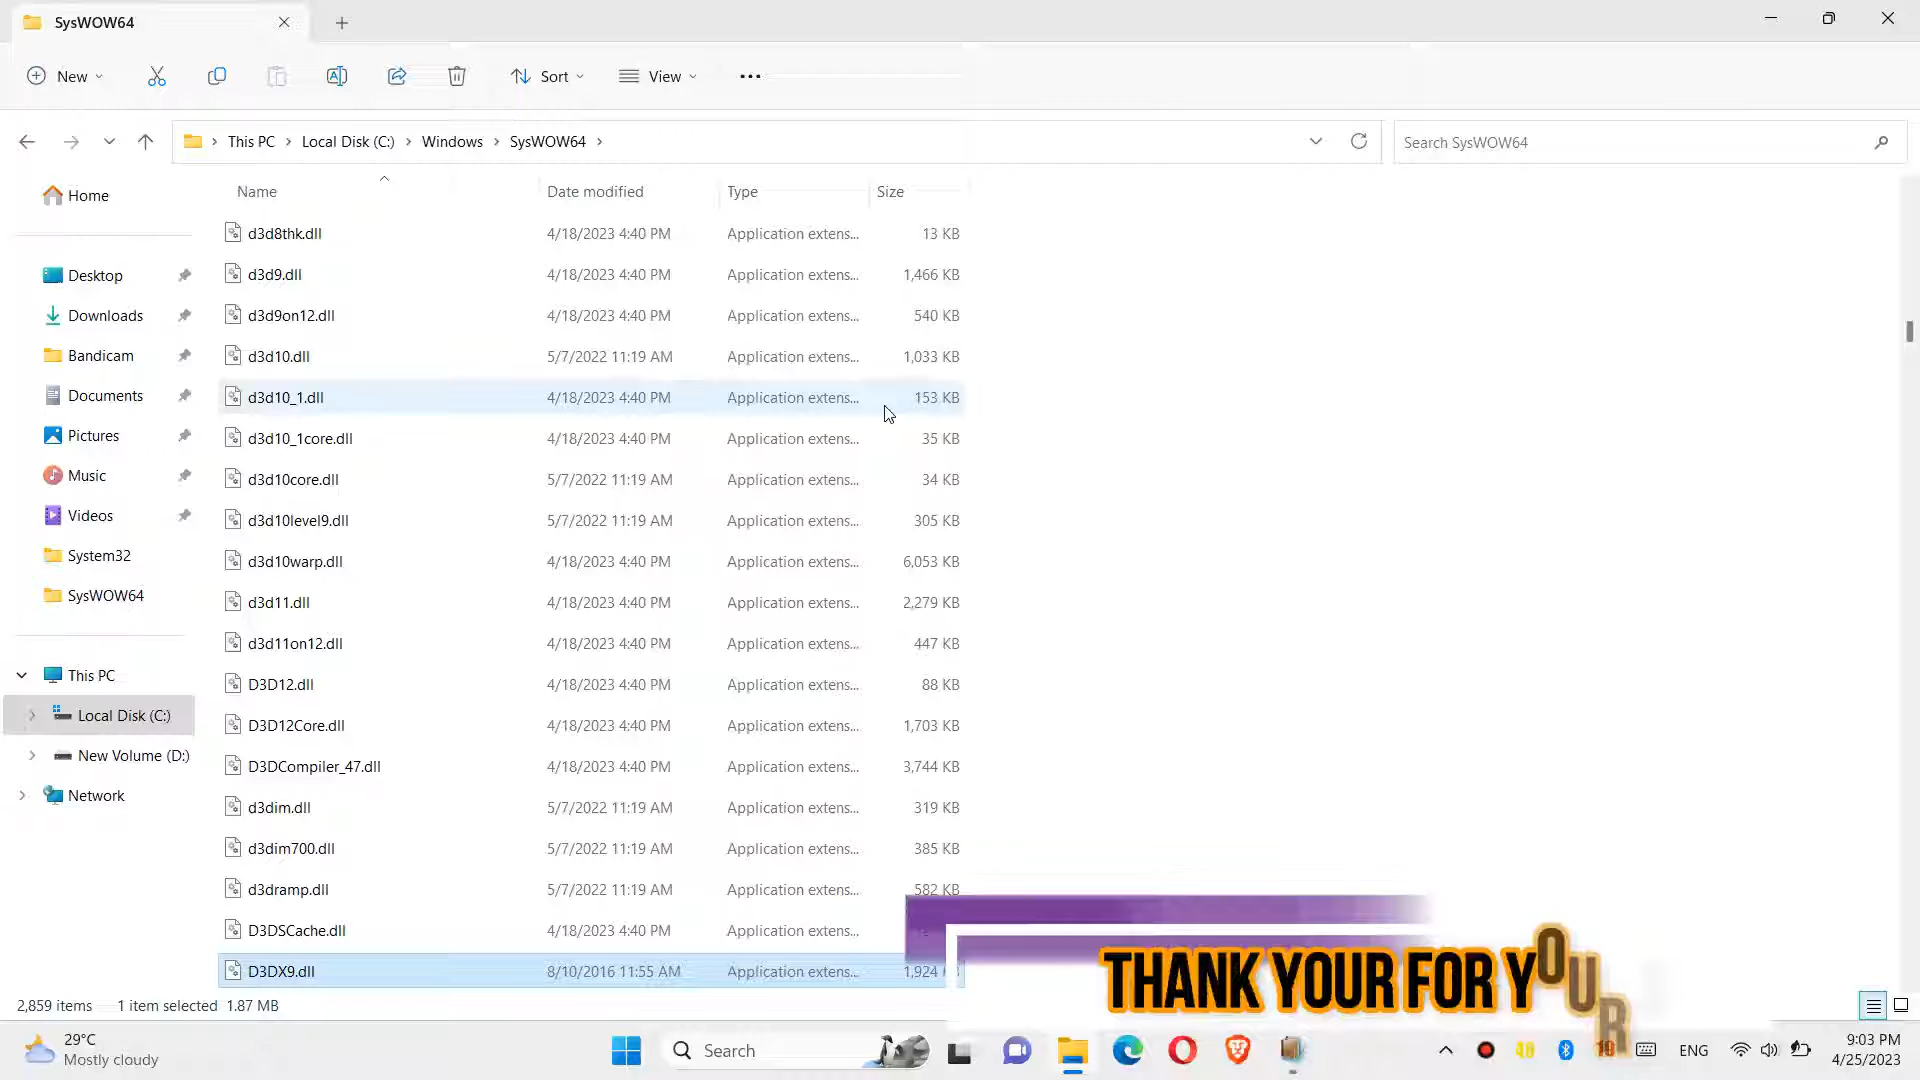 SysWOW64
New Sort View
This PC Local Disk (C:) Windows SysWOW64 Search SysWOW64
Name Date modified Type Size
Home
Desktop
Downloads
Bandicam
Documents
Pictures
Music
Videos
System32
SysWOW64
This PC
Local Disk (C:)
New Volume (D:)
Network
d3d8thk.dll 4/18/2023 4:40 PM Application extens... 13 KB
d3d9.dll 4/18/2023 4:40 PM Application extens... 1,466 KB
d3d9on12.dll 4/18/2023 4:40 PM Application extens... 540 KB
d3d10.dll 5/7/2022 11:19 AM Application extens... 1,033 KB
d3d10_1.dll 4/18/2023 4:40 PM Application extens... 153 KB
d3d10_1core.dll 4/18/2023 4:40 PM Application extens... 35 KB
d3d10core.dll 5/7/2022 11:19 AM Application extens... 34 KB
d3d10level9.dll 5/7/2022 11:19 AM Application extens... 305 KB
d3d10warp.dll 4/18/2023 4:40 PM Application extens... 6,053 KB
d3d11.dll 4/18/2023 4:40 PM Application extens... 2,279 KB
d3d11on12.dll 4/18/2023 4:40 PM Application extens... 447 KB
D3D12.dll 4/18/2023 4:40 PM Application extens... 88 KB
D3D12Core.dll 4/18/2023 4:40 PM Application extens... 1,703 KB
D3DCompiler_47.dll 4/18/2023 4:40 PM Application extens... 3,744 KB
d3dim.dll 5/7/2022 11:19 AM Application extens... 319 KB
d3dim700.dll 5/7/2022 11:19 AM Application extens... 385 KB
d3dramp.dll 5/7/2022 11:19 AM Application extens... 582 KB
D3DSCache.dll 4/18/2023 4:40 PM Application extens...
D3DX9.dll 8/10/2016 11:55 AM Application extens... 1,924
THANK YOUR FOR YOUR
2,859 items 1 item selected 1.87 MB
29°C
Mostly cloudy
Search
ENG
9:03 PM
4/25/2023